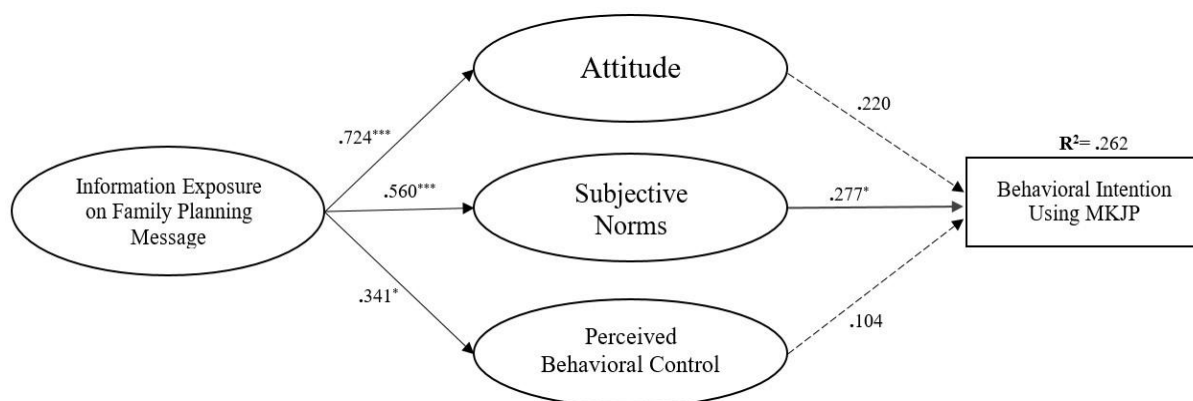 Attitude
.724***
.220
R²= .262
Information Exposure
on Family Planning
Message
.560***
Subjective
Norms
.277*
Behavioral Intention
Using MKJP
.341*
.104
Perceived
Behavioral Control